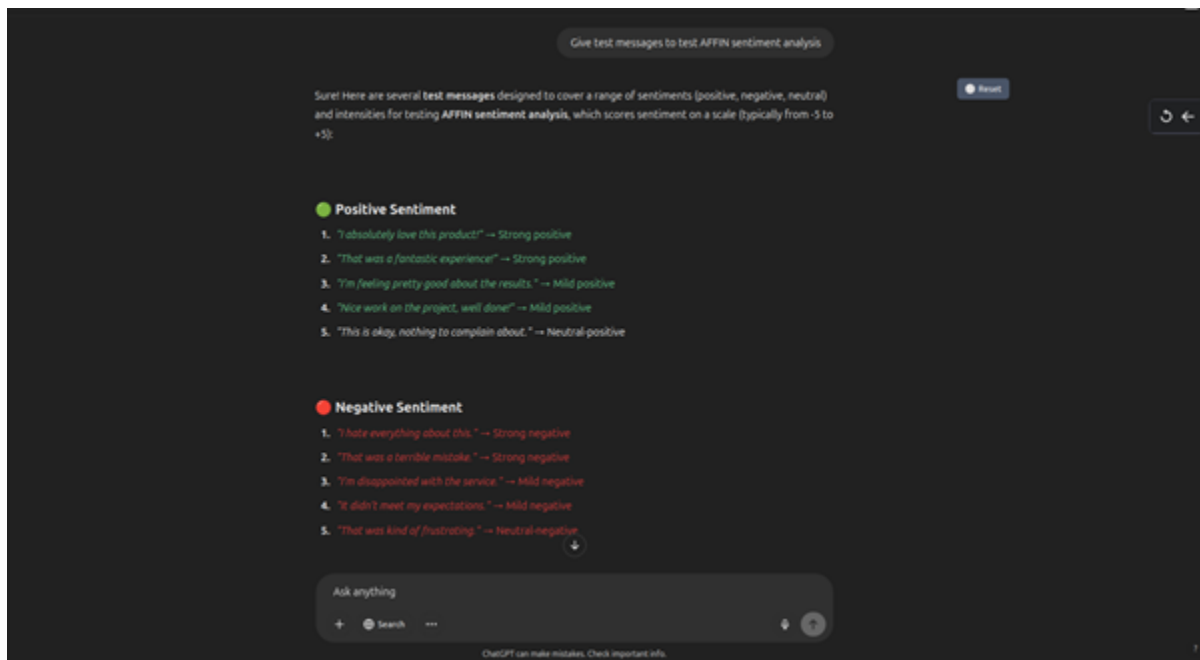 Give test messages to test AFFIN sentiment analysis
Sure! Here are several test messages designed to cover a range of sentiments (positive, negative, neutral)
and intensities for testing AFFIN sentiment analysis, which scores sentiment on a scale (typically from -5 to
+5):
Reset
Positive Sentiment
1. "I absolutely love this product!" → Strong positive
2. "That was a fantastic experience!" → Strong positive
3. "I'm feeling pretty good about the results." → Mild positive
4. "Nice work on the project, well done!" → Mild positive
5. "This is okay, nothing to complain about." → Neutral-positive
Negative Sentiment
1. "I hate everything about this." → Strong negative
2. "That was a terrible mistake." → Strong negative
3. "I'm disappointed with the service." → Mild negative
4. "It didn't meet my expectations." → Mild negative
5. "That was kind of frustrating." → Neutral-negative
Ask anything
Search
ChatGPT can make mistakes. Check important info.